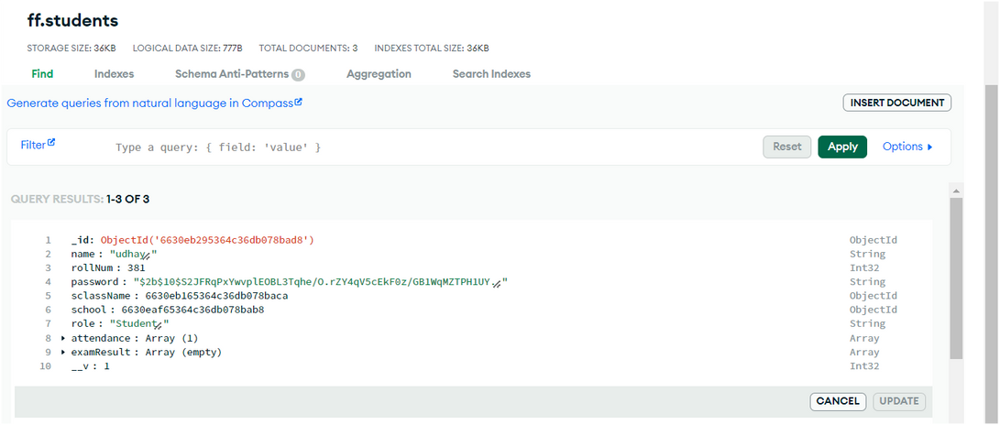 ff.students
STORAGE SIZE: 36KB LOGICAL DATA SIZE: 777B TOTAL DOCUMENTS: 3 INDEXES TOTAL SIZE: 36KB
Find Indexes Schema Anti-Patterns 0 Aggregation Search Indexes
Generate queries from natural language in Compass
INSERT DOCUMENT
Filter Type a query: { field: 'value' } Reset Apply Options
QUERY RESULTS: 1-3 OF 3
1 _id: ObjectId('6630eb295364c36db078bad8') ObjectId
2 name : "udhay" String
3 rollNum : 381 Int32
4 password : "$2b$10$S2JFRqPxYwvplEOBL3Tqhe/O.rZY4qV5cEkF0z/GB1WqMZTPH1UY." String
5 sclassName : 6630eb165364c36db078baca ObjectId
6 school : 6630eaf65364c36db078bab8 ObjectId
7 role : "Student" String
8 attendance : Array (1) Array
9 examResult : Array (empty) Array
10 __v : 1 Int32
CANCEL UPDATE